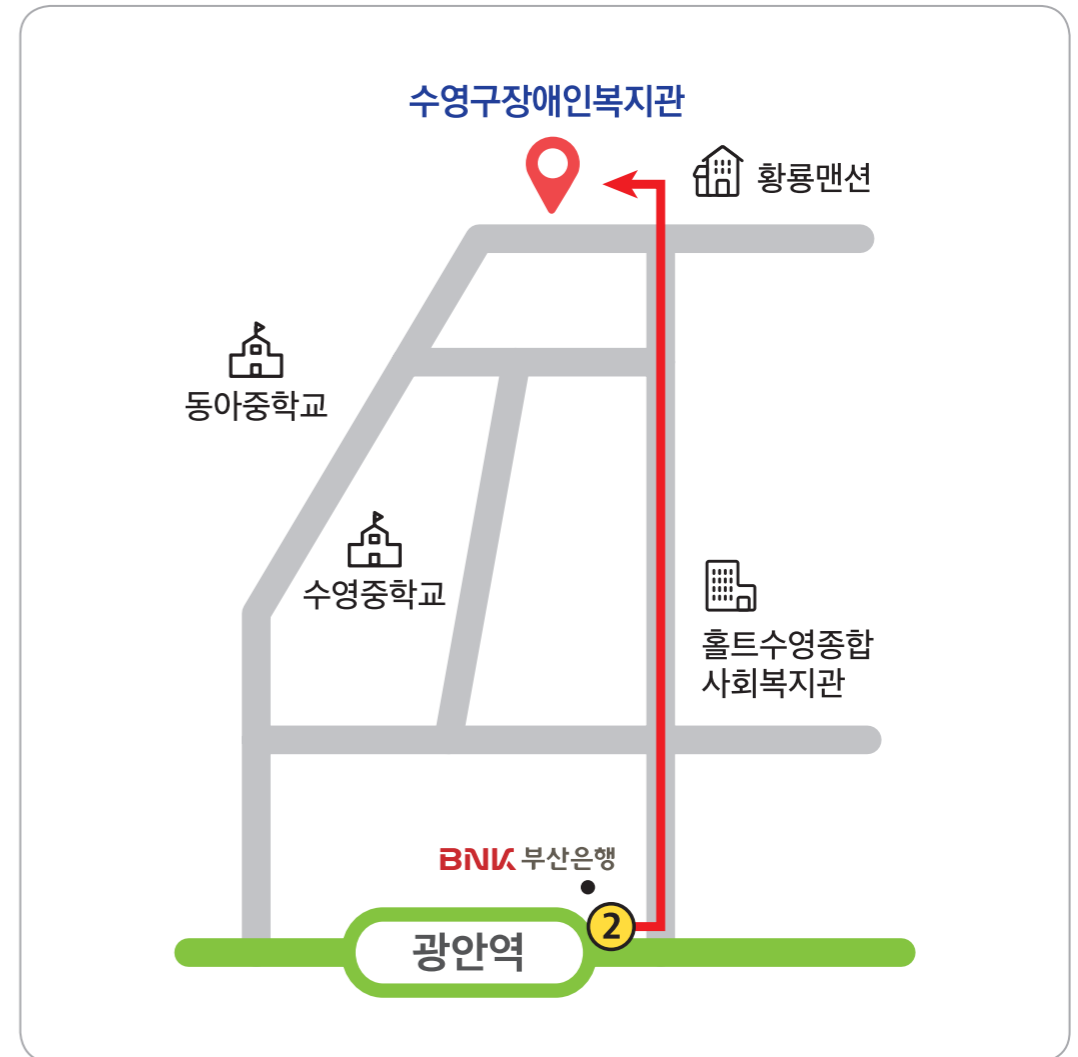 수영구장애인복지관
황룡맨션
동아중학교
수영중학교
홀트수영종합
사회복지관
BNK 부산은행
2
광안역